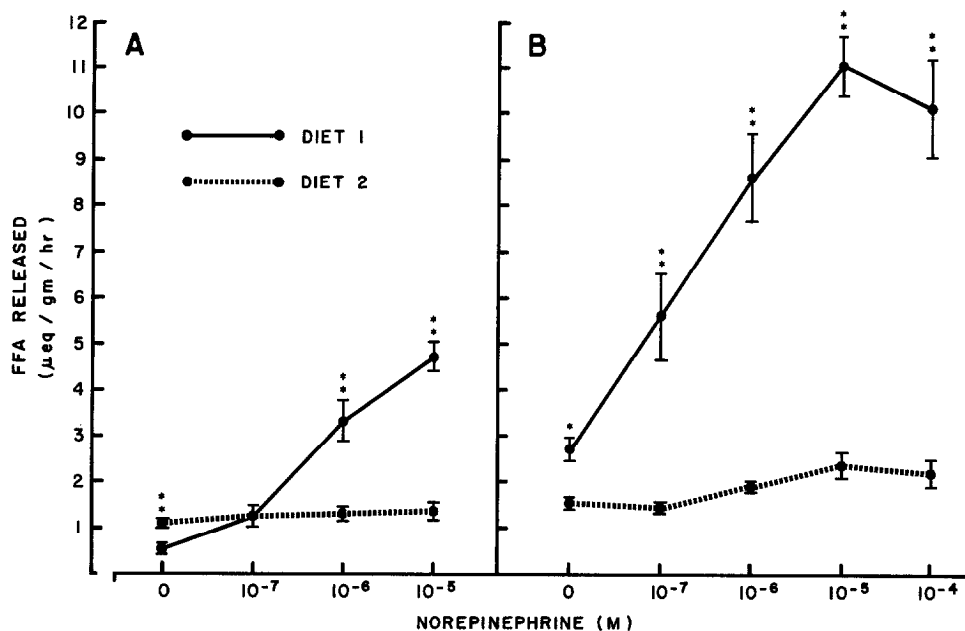 A
B
DIET 1
DIET 2
FFA RELEASED
(μeq / gm / hr)
12
11
10
9
8
7
6
5
4
3
2
1
0
**
**
**
*
**
**
**
**
0 10⁻⁷ 10⁻⁶ 10⁻⁵
0 10⁻⁷ 10⁻⁶ 10⁻⁵ 10⁻⁴
NOREPINEPHRINE (M)